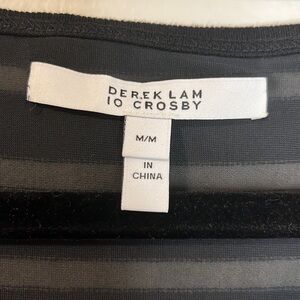 DEREK LAM
10 CROSBY
M/M
IN
CHINA